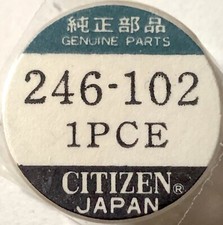 純正部品
GENUINE PARTS
246-102
1PCE
CITIZEN®
JAPAN